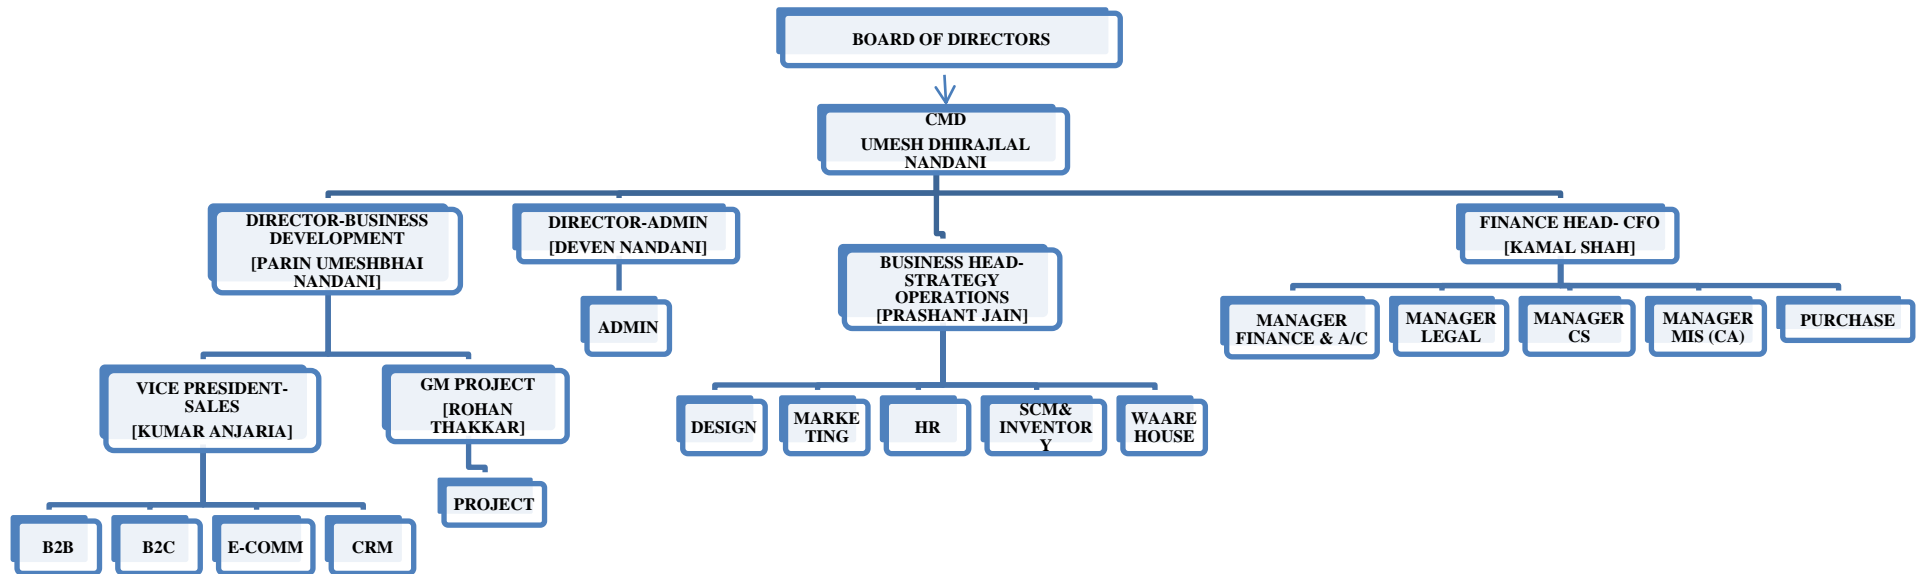 BOARD OF DIRECTORS
CMD
UMESH DHIRAJLAL
NANDANI
DIRECTOR-BUSINESS
DEVELOPMENT
[PARIN UMESHBHAI
NANDANI]
DIRECTOR-ADMIN
[DEVEN NANDANI]
BUSINESS HEAD-
STRATEGY
OPERATIONS
[PRASHANT JAIN]
FINANCE HEAD- CFO
[KAMAL SHAH]
ADMIN
MANAGER
FINANCE & A/C
MANAGER
LEGAL
MANAGER
CS
MANAGER
MIS (CA)
PURCHASE
VICE PRESIDENT-
SALES
[KUMAR ANJARIA]
GM PROJECT
[ROHAN
THAKKAR]
DESIGN
MARKE
TING
HR
SCM&
INVENTOR
Y
WAARE
HOUSE
PROJECT
B2B
B2C
E-COMM
CRM